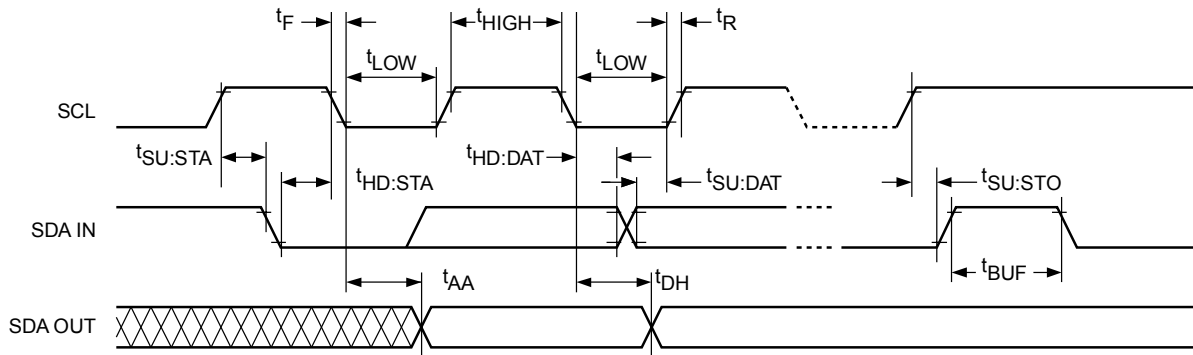 tF tHIGH tR
tLOW tLOW
SCL
tSU:STA tHD:DAT
tHD:STA tSU:DAT tSU:STO
SDA IN
tAA tDH tBUF
SDA OUT